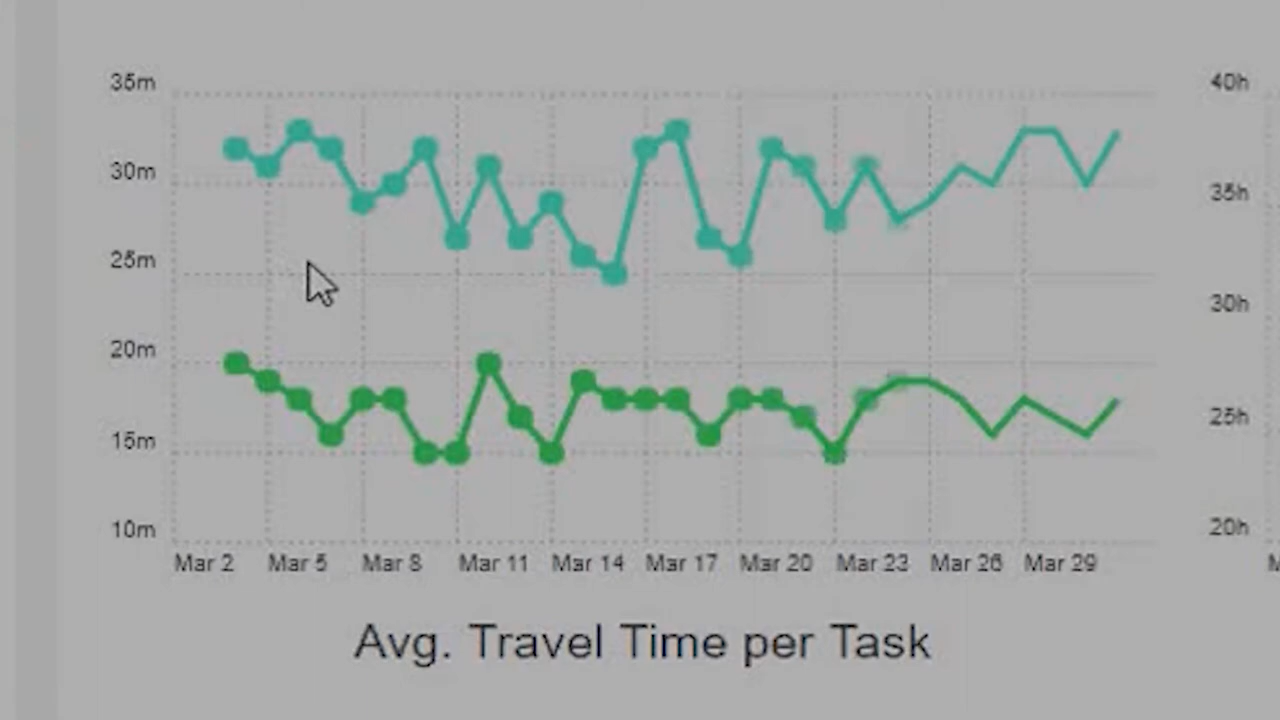 35m
30m
25m
20m
15m
10m
Mar 2 Mar 5 Mar 8 Mar 11 Mar 14 Mar 17 Mar 20 Mar 23 Mar 26 Mar 29
Avg. Travel Time per Task
40h
35h
30h
25h
20h